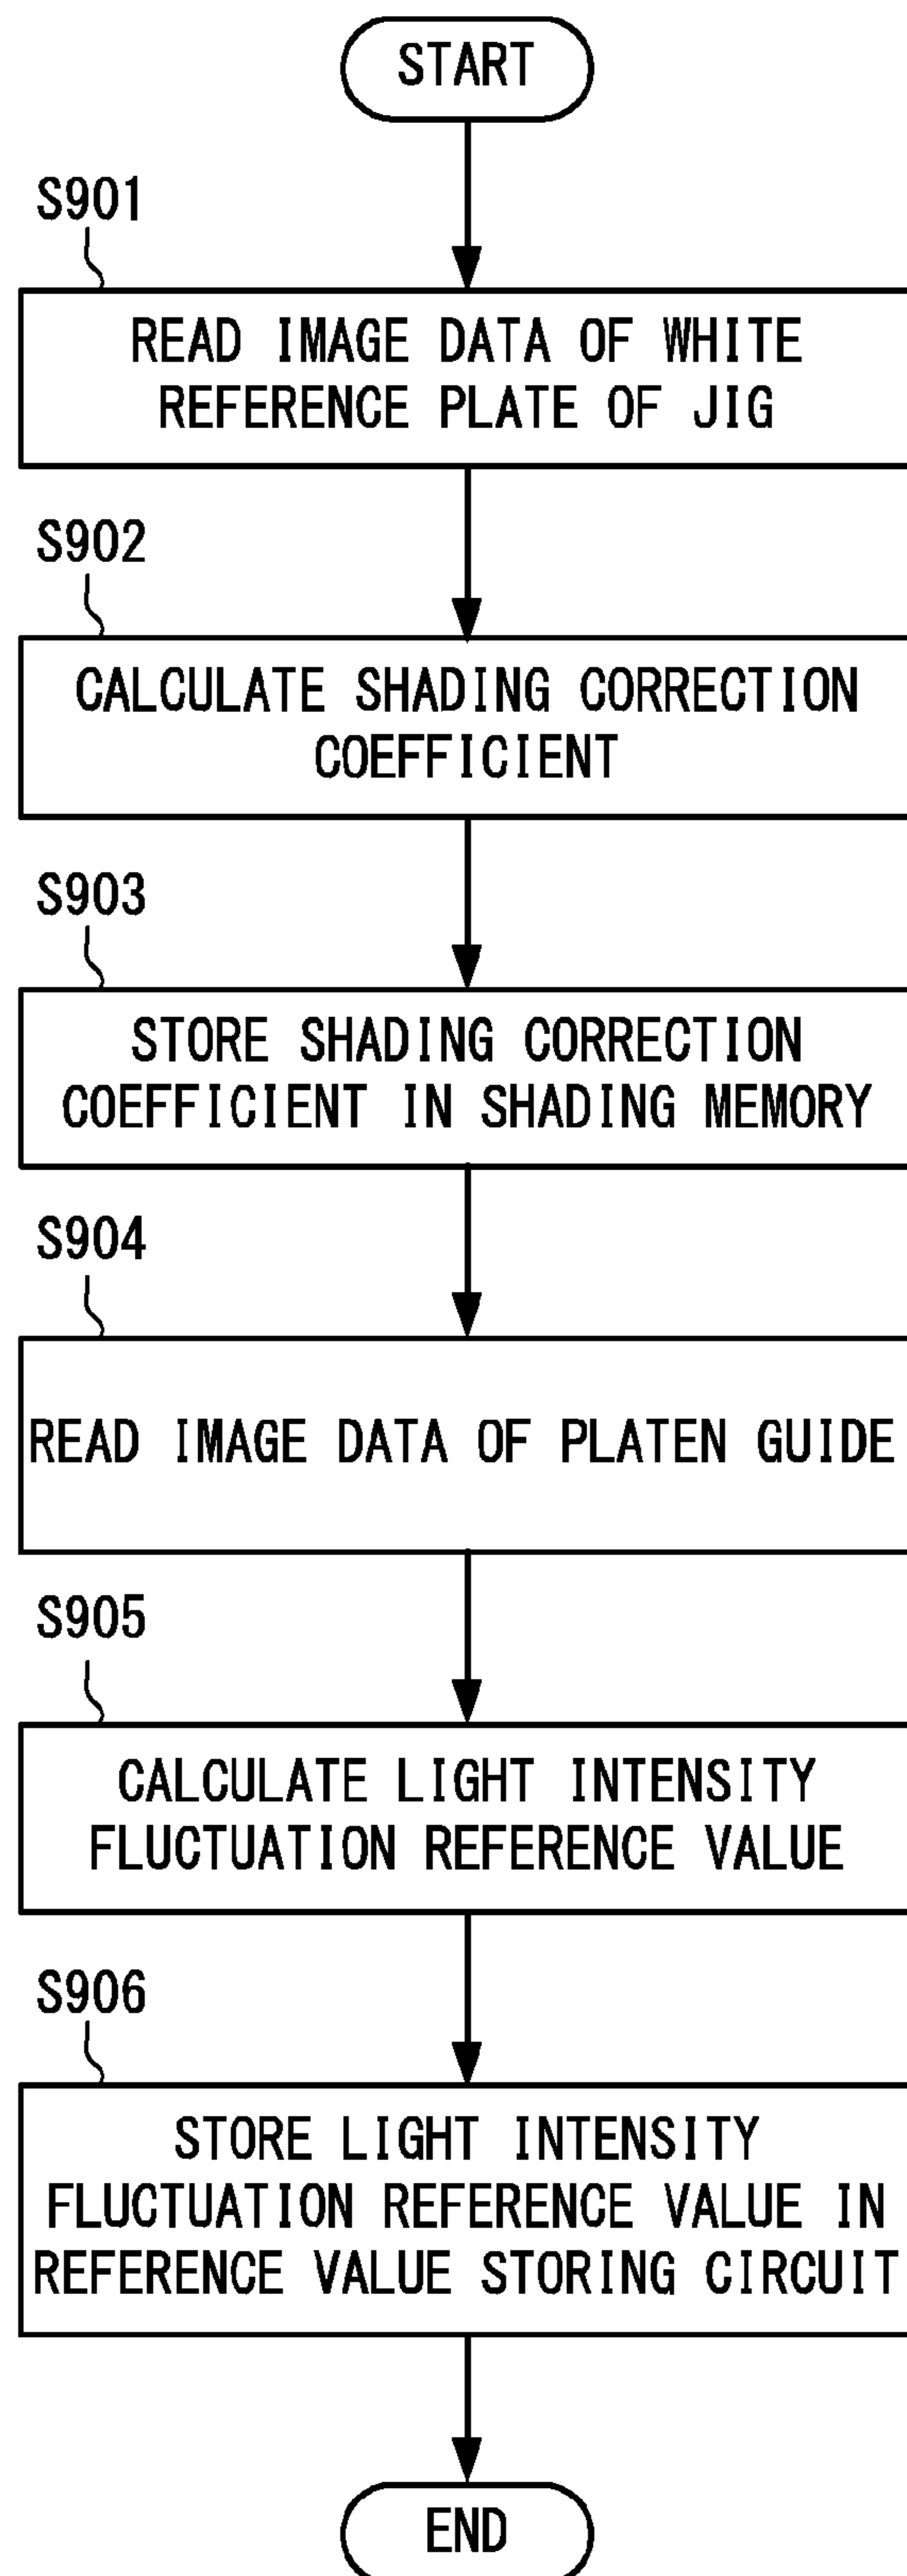 START
S901
READ IMAGE DATA OF WHITE
REFERENCE PLATE OF JIG
S902
CALCULATE SHADING CORRECTION
COEFFICIENT
S903
STORE SHADING CORRECTION
COEFFICIENT IN SHADING MEMORY
S904
READ IMAGE DATA OF PLATEN GUIDE
S905
CALCULATE LIGHT INTENSITY
FLUCTUATION REFERENCE VALUE
S906
STORE LIGHT INTENSITY
FLUCTUATION REFERENCE VALUE IN
REFERENCE VALUE STORING CIRCUIT
END